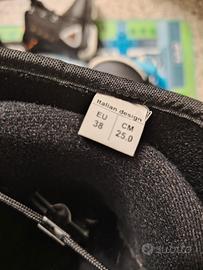 Italian design
EU CM
38 25.0
subito